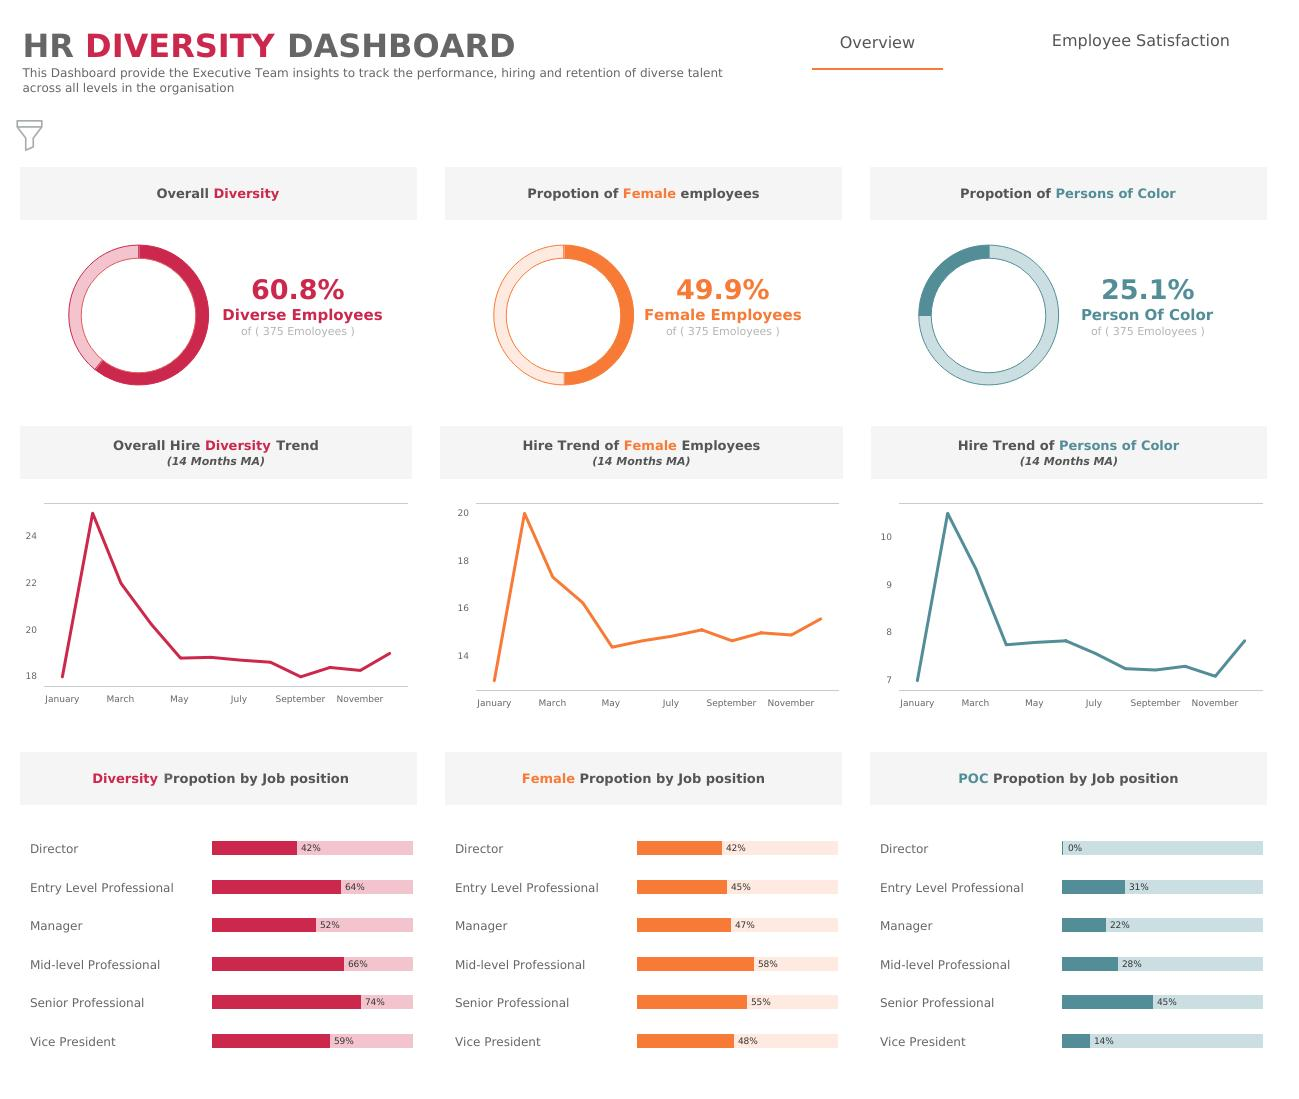 HR DIVERSITY DASHBOARD
Overview
Employee Satisfaction
This Dashboard provide the Executive Team insights to track the performance, hiring and retention of diverse talent
across all levels in the organisation
Overall Diversity
Propotion of Female employees
Propotion of Persons of Color
60.8%
Diverse Employees
of ( 375 Emoloyees )
49.9%
Female Employees
of ( 375 Emoloyees )
25.1%
Person Of Color
of ( 375 Emoloyees )
Overall Hire Diversity Trend
(14 Months MA)
Hire Trend of Female Employees
(14 Months MA)
Hire Trend of Persons of Color
(14 Months MA)
24
22
20
18
January March May July September November
20
18
16
14
January March May July September November
10
9
8
7
January March May July September November
Diversity Propotion by Job position
Female Propotion by Job position
POC Propotion by Job position
Director 42%
Entry Level Professional 64%
Manager 52%
Mid-level Professional 66%
Senior Professional 74%
Vice President 59%
Director 42%
Entry Level Professional 45%
Manager 47%
Mid-level Professional 58%
Senior Professional 55%
Vice President 48%
Director 0%
Entry Level Professional 31%
Manager 22%
Mid-level Professional 28%
Senior Professional 45%
Vice President 14%